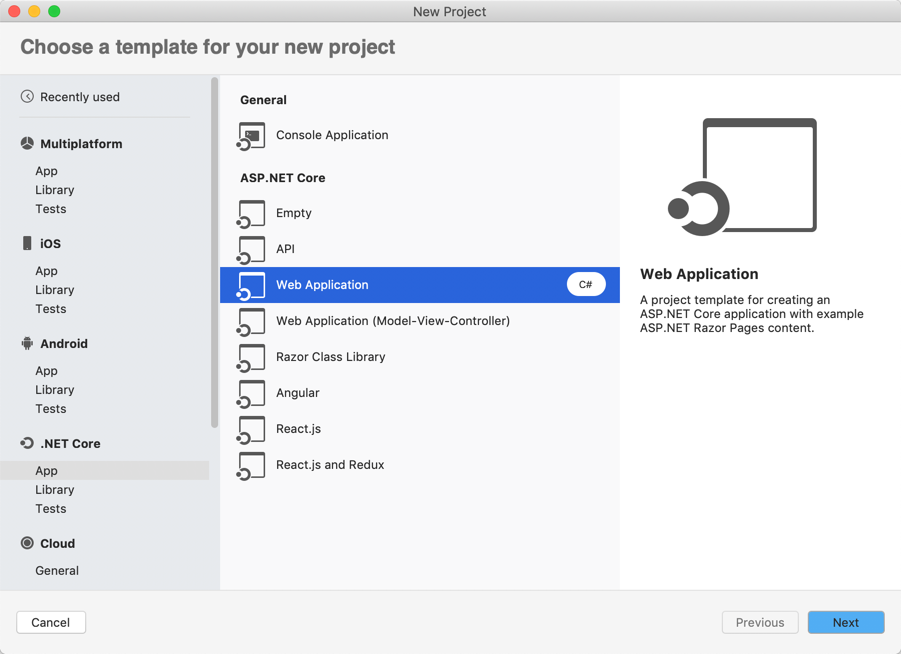 New Project
Choose a template for your new project
Recently used
Multiplatform
App
Library
Tests
iOS
App
Library
Tests
Android
App
Library
Tests
.NET Core
App
Library
Tests
Cloud
General
General
Console Application
ASP.NET Core
Empty
API
Web Application C#
Web Application (Model-View-Controller)
Razor Class Library
Angular
React.js
React.js and Redux
Web Application
A project template for creating an
ASP.NET Core application with example
ASP.NET Razor Pages content.
Cancel
Previous
Next